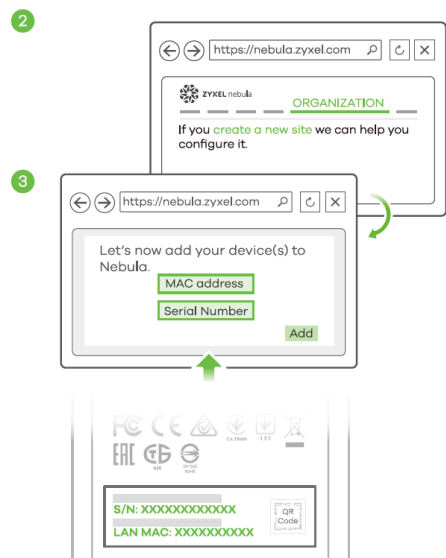 2
https://nebula.zyxel.com
ZYXEL nebula
ORGANIZATION
If you create a new site we can help you
configure it.
3
https://nebula.zyxel.com
Let's now add your device(s) to
Nebula.
MAC address
Serial Number
Add
FC CE
EAC
S/N: XXXXXXXXXXXX
QR
Code
LAN MAC: XXXXXXXXXX